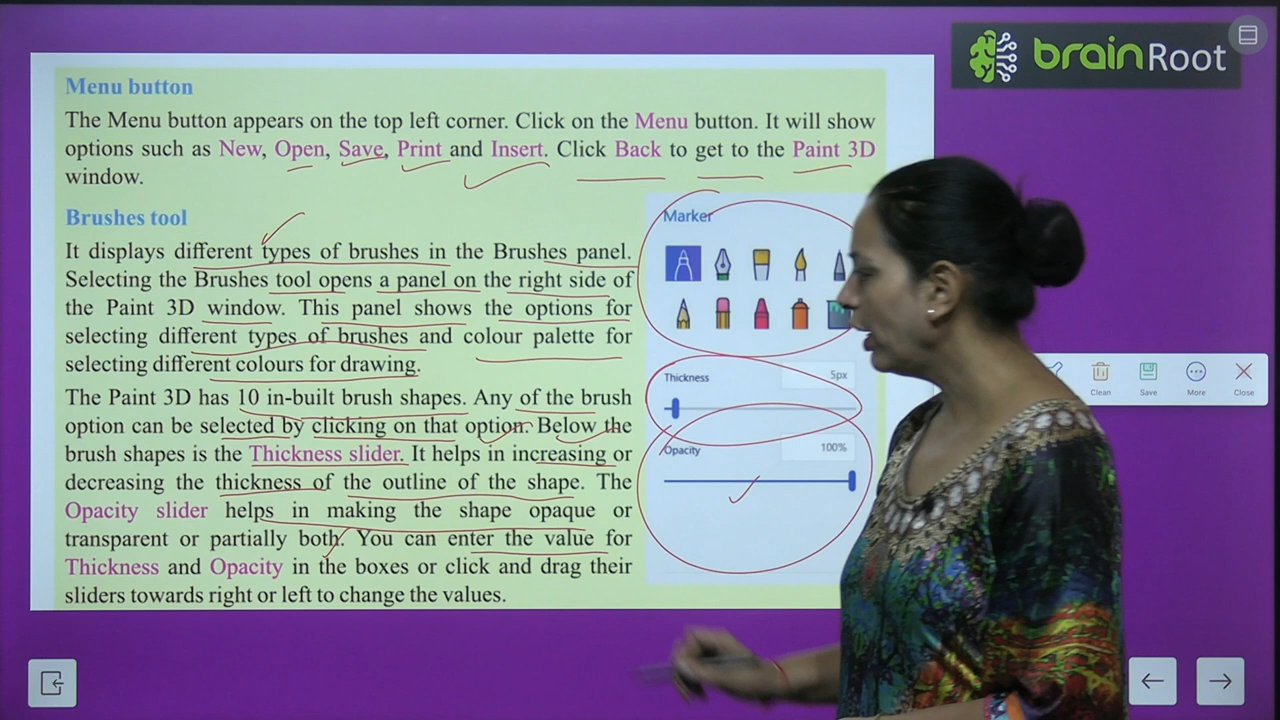 brainRoot
Menu button
The Menu button appears on the top left corner. Click on the Menu button. It will show
options such as New, Open, Save, Print and Insert. Click Back to get to the Paint 3D
window.
Brushes tool
It displays different types of brushes in the Brushes panel.
Selecting the Brushes tool opens a panel on the right side of
the Paint 3D window. This panel shows the options for
selecting different types of brushes and colour palette for
selecting different colours for drawing.
The Paint 3D has 10 in-built brush shapes. Any of the brush
option can be selected by clicking on that option. Below the
brush shapes is the Thickness slider. It helps in increasing or
decreasing the thickness of the outline of the shape. The
Opacity slider helps in making the shape opaque or
transparent or partially both. You can enter the value for
Thickness and Opacity in the boxes or click and drag their
sliders towards right or left to change the values.
Marker
Thickness 5px
Opacity 100%
Clean Save More Close